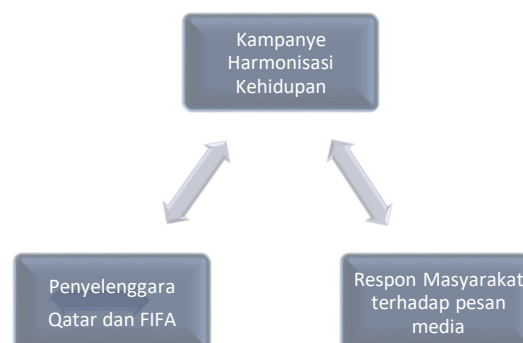 Kampanye
Harmonisasi
Kehidupan
Penyelenggara
Qatar dan FIFA
Respon Masyarakat
terhadap pesan
media